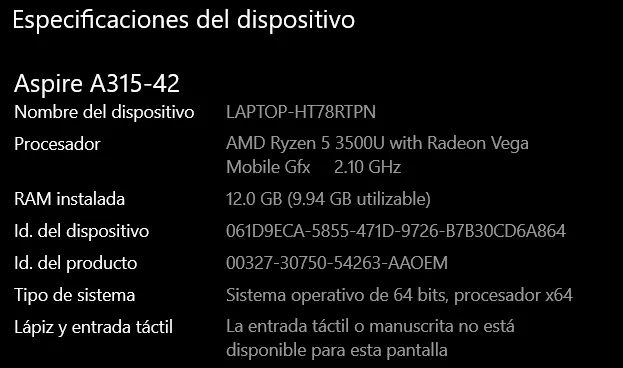 Especificaciones del dispositivo
Aspire A315-42
Nombre del dispositivo LAPTOP-HT78RTPN
Procesador AMD Ryzen 5 3500U with Radeon Vega
Mobile Gfx 2.10 GHz
RAM instalada 12.0 GB (9.94 GB utilizable)
Id. del dispositivo 061D9ECA-5855-471D-9726-B7B30CD6A864
Id. del producto 00327-30750-54263-AAOEM
Tipo de sistema Sistema operativo de 64 bits, procesador x64
Lápiz y entrada táctil La entrada táctil o manuscrita no está
disponible para esta pantalla